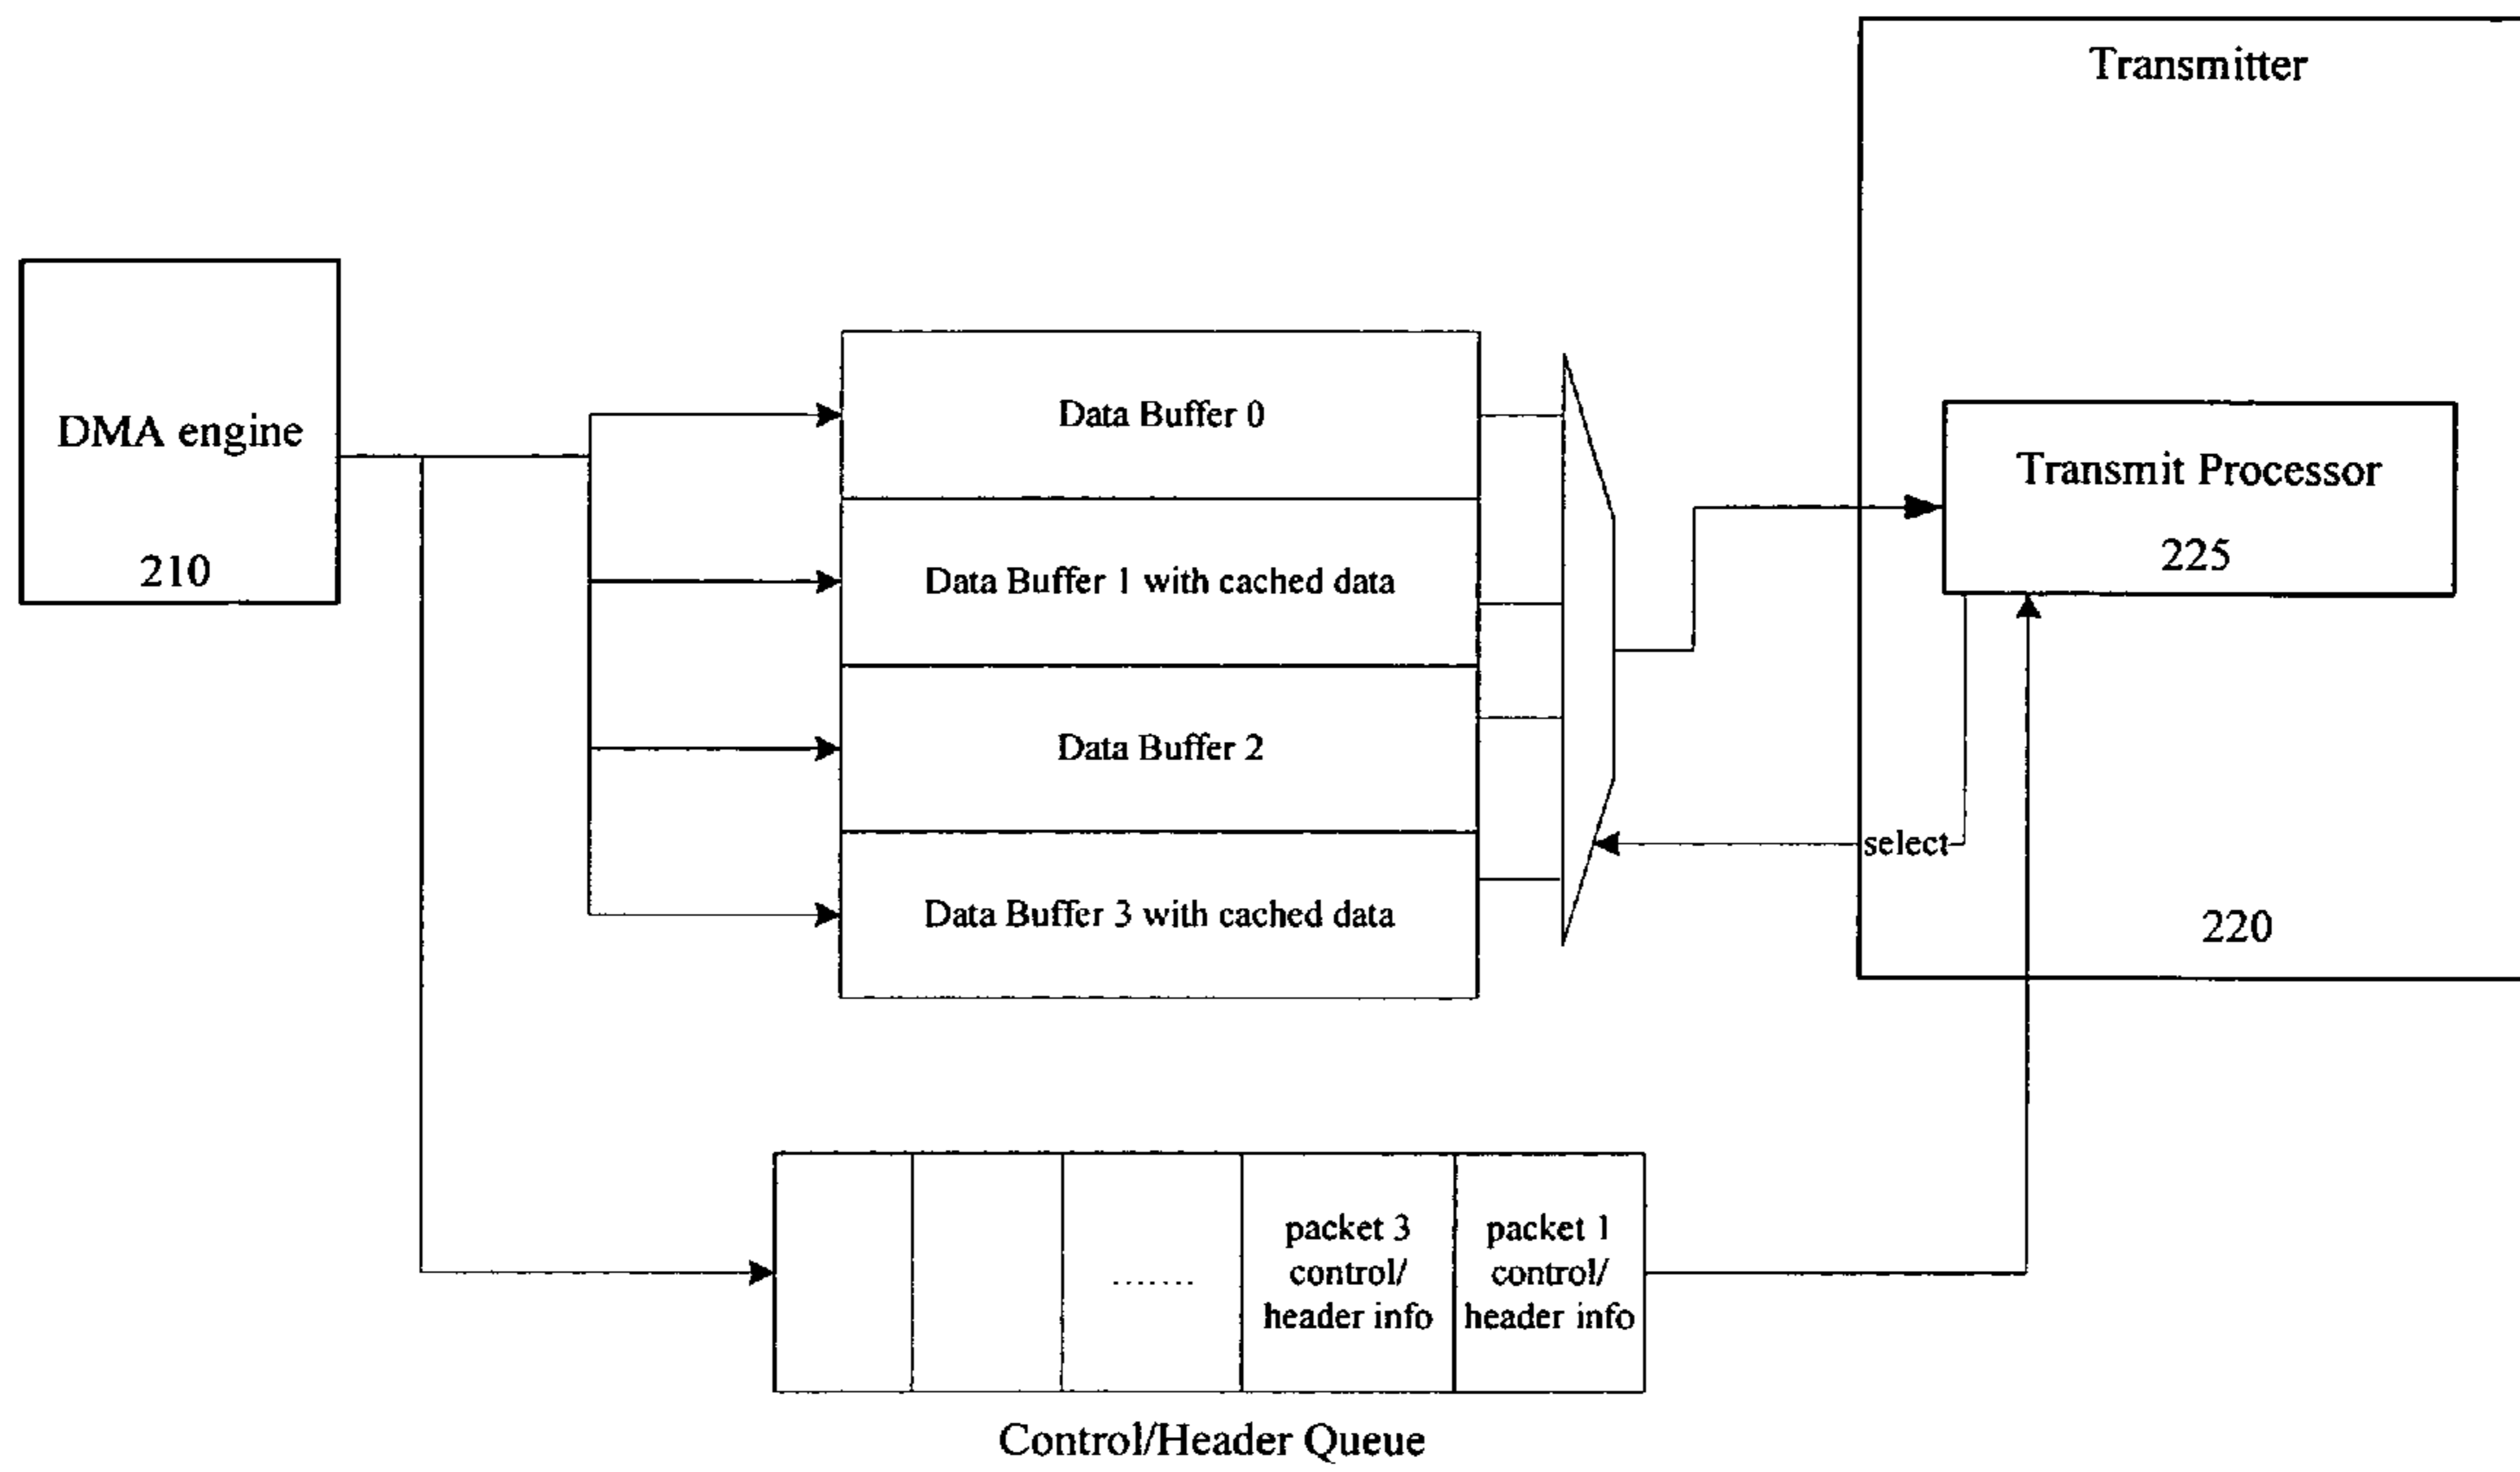 Transmitter
DMA engine
210
Data Buffer 0
Data Buffer 1 with cached data
Data Buffer 2
Data Buffer 3 with cached data
Transmit Processor
225
select
220
......
packet 3
control/
header info
packet 1
control/
header info
Control/Header Queue